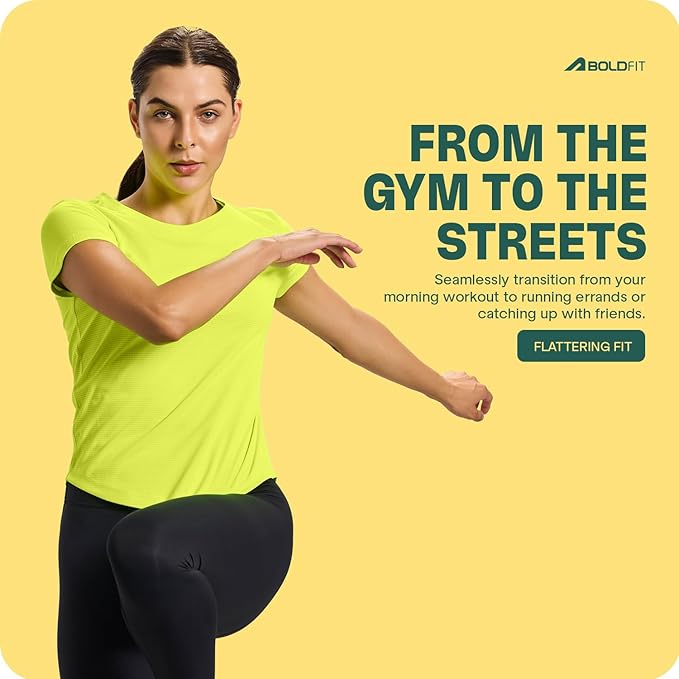 BOLDFIT
FROM THE
GYM TO THE
STREETS
Seamlessly transition from your
morning workout to running errands or
catching up with friends.
FLATTERING FIT